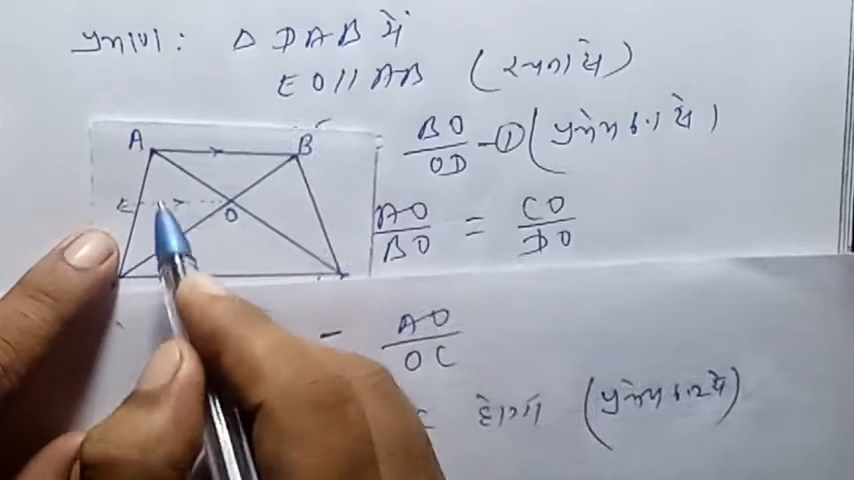 प्रमाण : △ DAB में
EO || AB (रचना से)
A B
BO/OD - ① (प्रमेय 6.1 से)
E O
AO/BO = CO/DO
- AO/OC
होगा (प्रमेय 6.2 से)